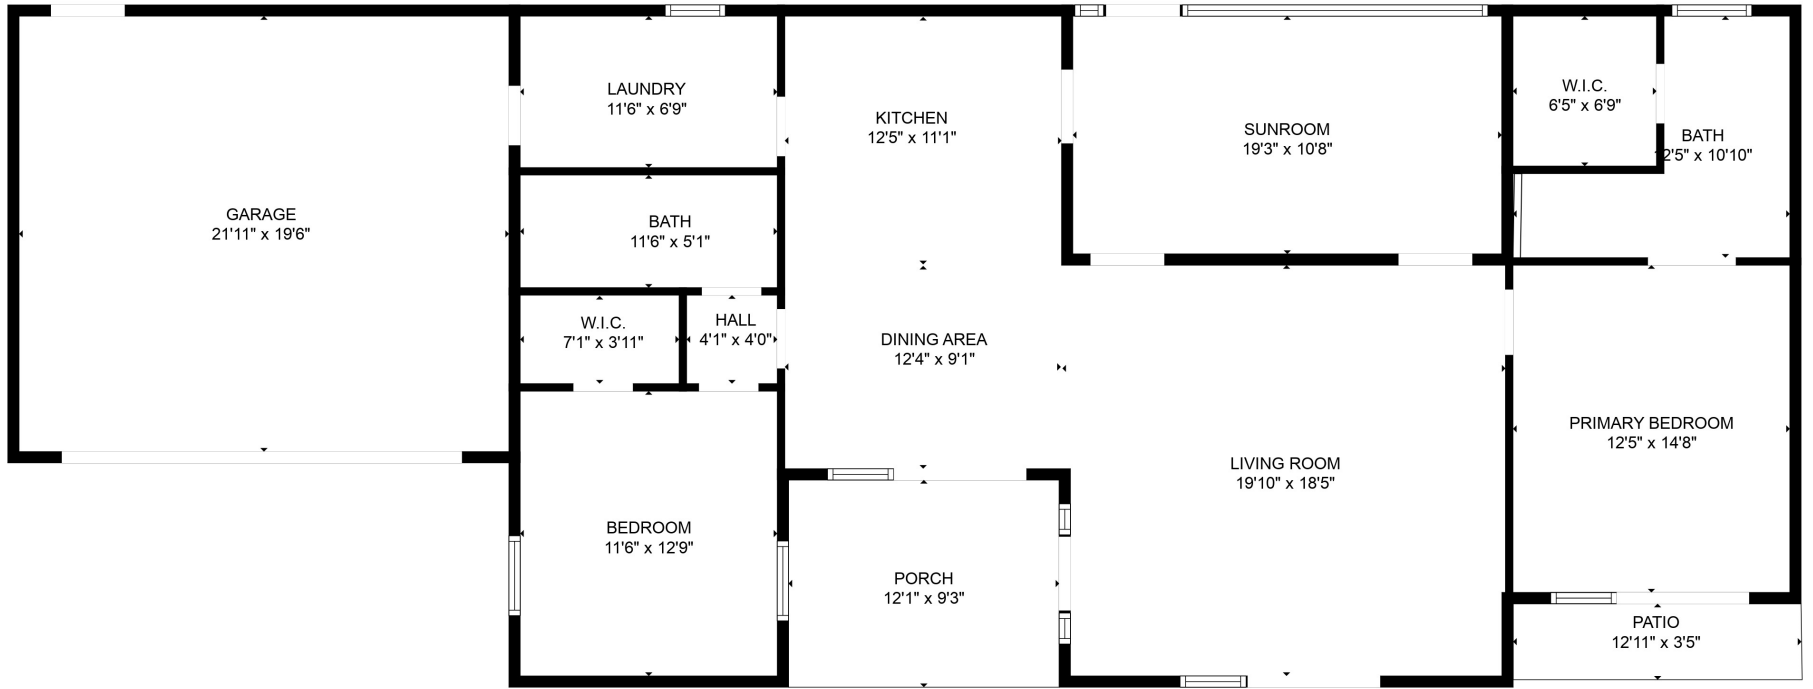 GARAGE
21'11" x 19'6"
LAUNDRY
11'6" x 6'9"
BATH
11'6" x 5'1"
W.I.C.
7'1" x 3'11"
HALL
4'1" x 4'0"
BEDROOM
11'6" x 12'9"
KITCHEN
12'5" x 11'1"
DINING AREA
12'4" x 9'1"
PORCH
12'1" x 9'3"
SUNROOM
19'3" x 10'8"
LIVING ROOM
19'10" x 18'5"
W.I.C.
6'5" x 6'9"
BATH
12'5" x 10'10"
PRIMARY BEDROOM
12'5" x 14'8"
PATIO
12'11" x 3'5"